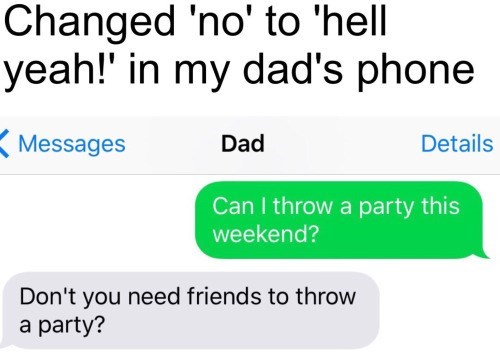 Changed 'no' to 'hell
yeah!' in my dad's phone
Messages Dad Details
Can I throw a party this
weekend?
Don't you need friends to throw
a party?